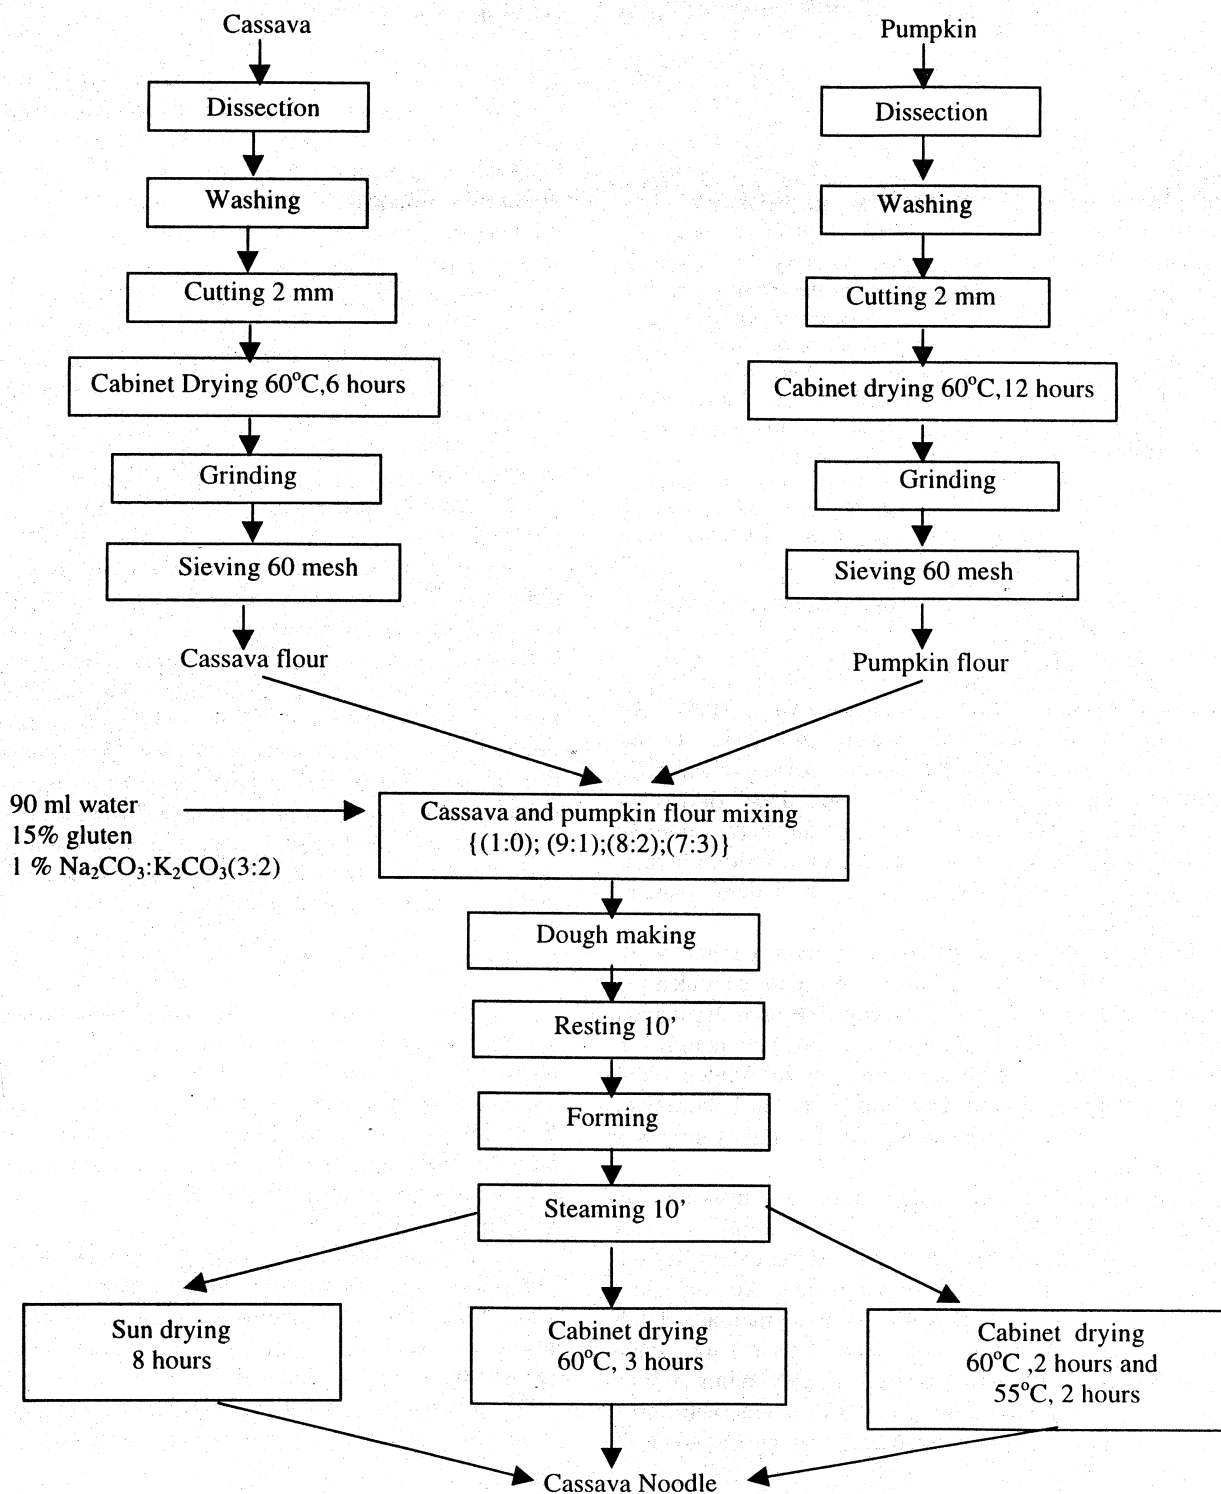 Cassava
Dissection
Washing
Cutting 2 mm
Cabinet Drying 60°C,6 hours
Grinding
Sieving 60 mesh
Cassava flour
Pumpkin
Dissection
Washing
Cutting 2 mm
Cabinet drying 60°C,12 hours
Grinding
Sieving 60 mesh
Pumpkin flour
90 ml water
15% gluten
1 % Na₂CO₃:K₂CO₃(3:2)
Cassava and pumpkin flour mixing
{(1:0); (9:1);(8:2);(7:3)}
Dough making
Resting 10’
Forming
Steaming 10’
Sun drying
8 hours
Cabinet drying
60°C, 3 hours
Cabinet drying
60°C ,2 hours and
55°C, 2 hours
Cassava Noodle